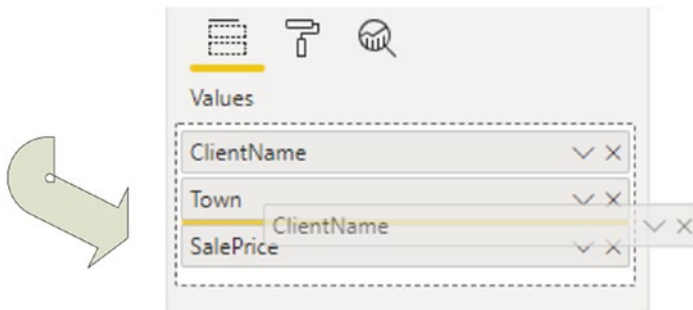 Values
ClientName
Town
ClientName
SalePrice